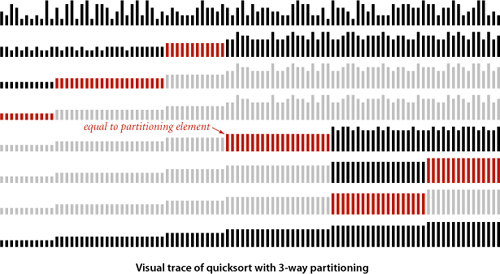 equal to partitioning element
Visual trace of quicksort with 3-way partitioning